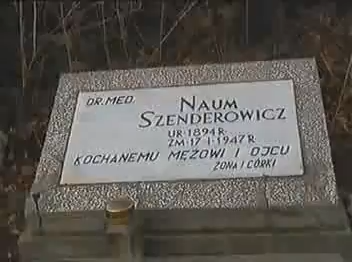 DR. MED. NAUM
SZENDEROWICZ
UR. 1894 R.
ZM. 17 I-1947 R
KOCHANEMU MĘŻOWI I OJCU
ŻONA I CÓRKI